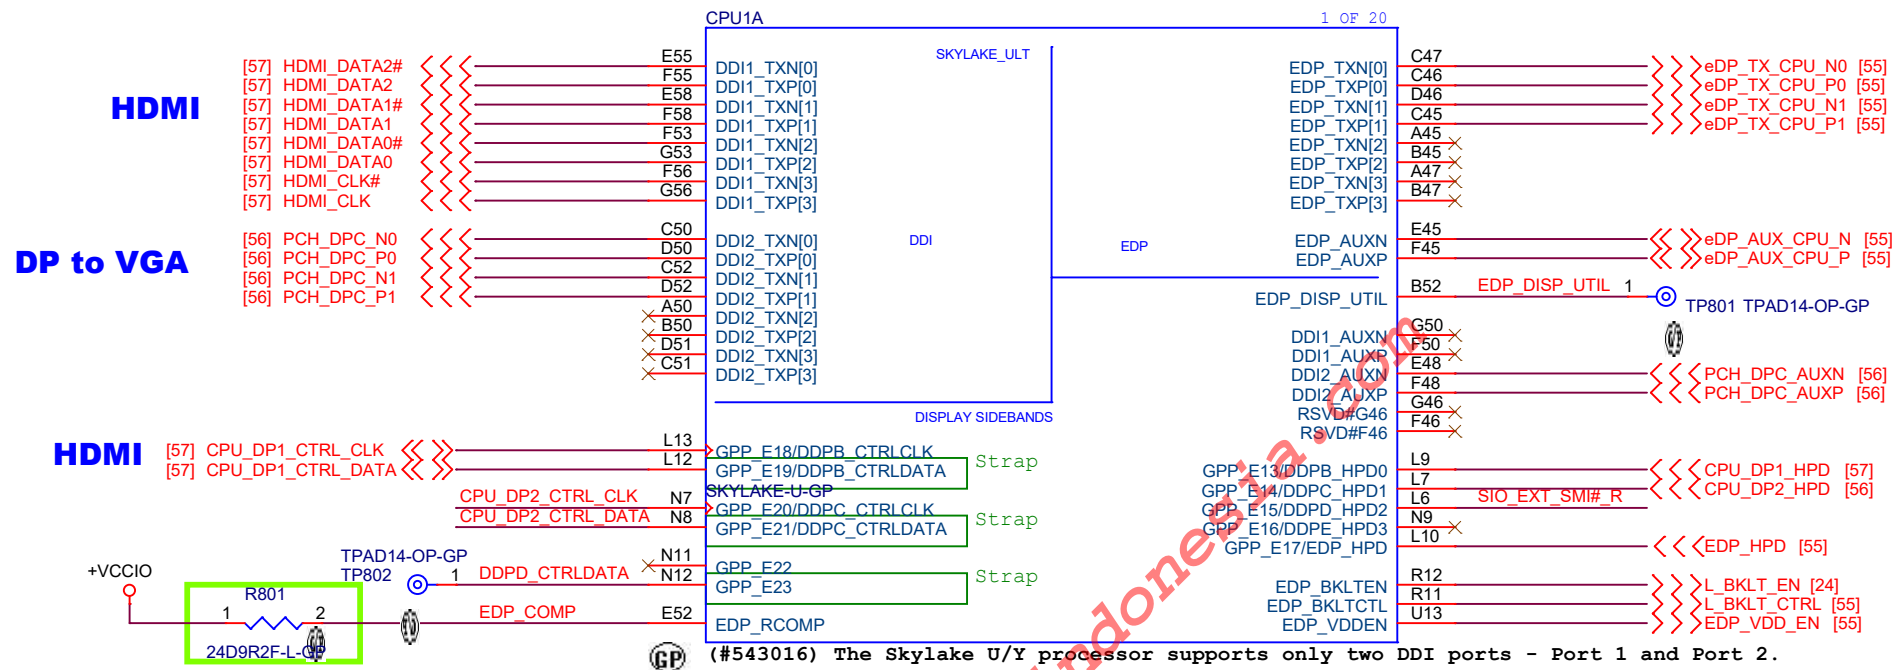 CPU1A 1 OF 20
SKYLAKE_ULT
HDMI
[57] HDMI_DATA2# E55 DDI1_TXN[0]
[57] HDMI_DATA2 F55 DDI1_TXP[0]
[57] HDMI_DATA1# E58 DDI1_TXN[1]
[57] HDMI_DATA1 F58 DDI1_TXP[1]
[57] HDMI_DATA0# F53 DDI1_TXN[2]
[57] HDMI_DATA0 G53 DDI1_TXP[2]
[57] HDMI_CLK# F56 DDI1_TXN[3]
[57] HDMI_CLK G56 DDI1_TXP[3]
DP to VGA
[56] PCH_DPC_N0 C50 DDI2_TXN[0]
[56] PCH_DPC_P0 D50 DDI2_TXP[0]
[56] PCH_DPC_N1 C52 DDI2_TXN[1]
[56] PCH_DPC_P1 D52 DDI2_TXP[1]
A50 DDI2_TXN[2]
B50 DDI2_TXP[2]
D51 DDI2_TXN[3]
C51 DDI2_TXP[3]
DDI
EDP
EDP_TXN[0] C47 eDP_TX_CPU_N0 [55]
EDP_TXP[0] C46 eDP_TX_CPU_P0 [55]
EDP_TXN[1] D46 eDP_TX_CPU_N1 [55]
EDP_TXP[1] C45 eDP_TX_CPU_P1 [55]
EDP_TXN[2] A45
EDP_TXP[2] B45
EDP_TXN[3] A47
EDP_TXP[3] B47
EDP_AUXN E45 eDP_AUX_CPU_N [55]
EDP_AUXP F45 eDP_AUX_CPU_P [55]
EDP_DISP_UTIL B52 EDP_DISP_UTIL 1
TP801 TPAD14-OP-GP
DDI1_AUXN G50
DDI1_AUXP F50
DDI2_AUXN E48 PCH_DPC_AUXN [56]
DDI2_AUXP F48 PCH_DPC_AUXP [56]
RSVD#G46 G46
RSVD#F46 F46
DISPLAY SIDEBANDS
HDMI
[57] CPU_DP1_CTRL_CLK L13 GPP_E18/DDPB_CTRLCLK
[57] CPU_DP1_CTRL_DATA L12 GPP_E19/DDPB_CTRLDATA Strap
SKYLAKE-U-GP
CPU_DP2_CTRL_CLK N7 GPP_E20/DDPC_CTRLCLK
CPU_DP2_CTRL_DATA N8 GPP_E21/DDPC_CTRLDATA Strap
N11 GPP_E22
TPAD14-OP-GP
TP802 1 DDPD_CTRLDATA N12 GPP_E23 Strap
+VCCIO
R801
1 2 EDP_COMP E52 EDP_RCOMP
24D9R2F-L-GP
GPP_E13/DDPB_HPD0 L9 CPU_DP1_HPD [57]
GPP_E14/DDPC_HPD1 L7 CPU_DP2_HPD [56]
GPP_E15/DDPD_HPD2 L6 SIO_EXT_SMI#_R
GPP_E16/DDPE_HPD3 N9
GPP_E17/EDP_HPD L10 EDP_HPD [55]
EDP_BKLTEN R12 L_BKLT_EN [24]
EDP_BKLTCTL R11 L_BKLT_CTRL [55]
EDP_VDDEN U13 EDP_VDD_EN [55]
GP
(#543016) The Skylake U/Y processor supports only two DDI ports - Port 1 and Port 2.
ndonesia.com